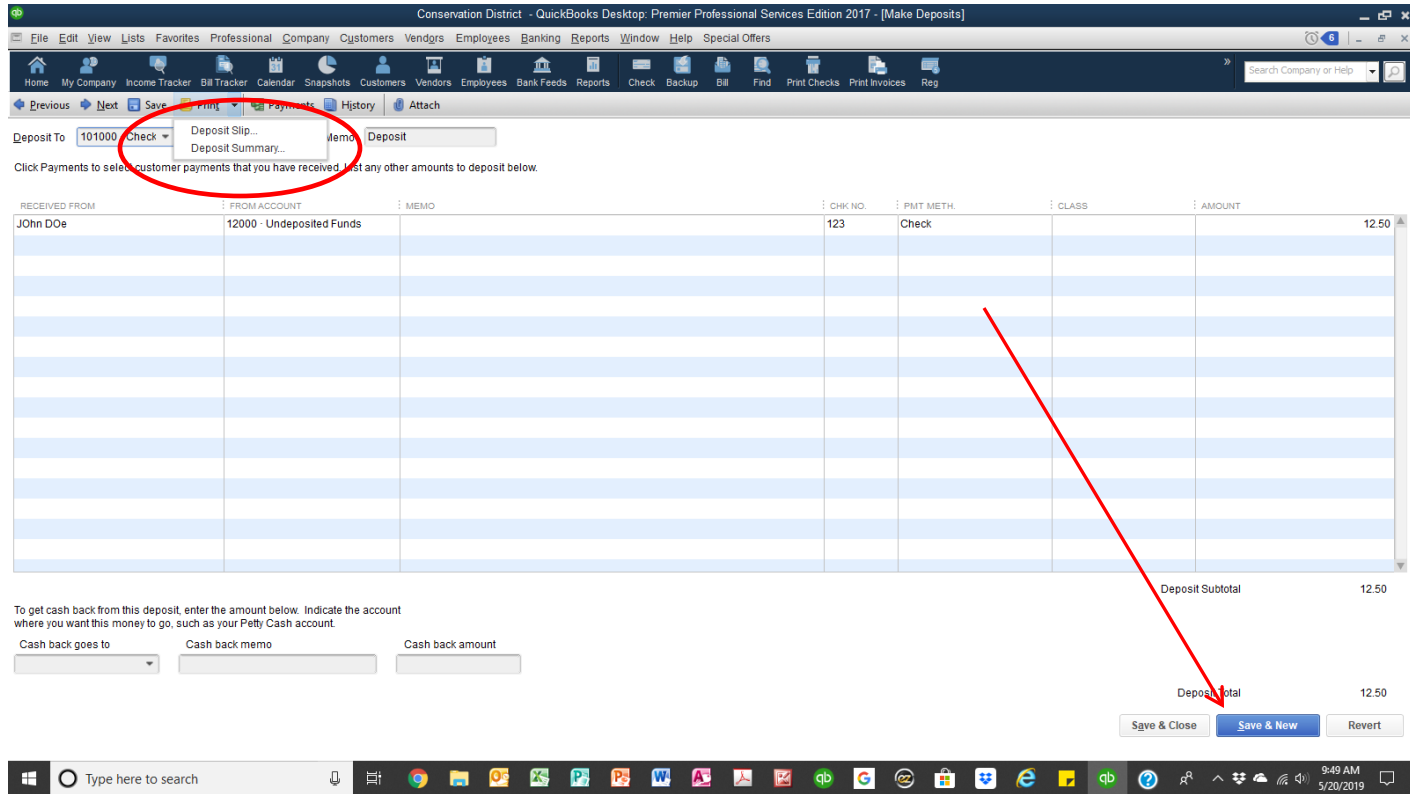 qb
Conservation District - QuickBooks Desktop: Premier Professional Services Edition 2017 - [Make Deposits]
File Edit View Lists Favorites Professional Company Customers Vendors Employees Banking Reports Window Help Special Offers 6
Home My Company Income Tracker Bill Tracker Calendar Snapshots Customers Vendors Employees Bank Feeds Reports Check Backup Bill Find Print Checks Print Invoices Reg » Search Company or Help
Previous Next Save Print Payments History Attach
Deposit To 101000 · Check Memo Deposit
Deposit Slip...
Deposit Summary...
Click Payments to select customer payments that you have received. List any other amounts to deposit below.
RECEIVED FROM FROM ACCOUNT MEMO CHK NO. PMT METH. CLASS AMOUNT
JOhn DOe 12000 · Undeposited Funds 123 Check 12.50
Deposit Subtotal 12.50
To get cash back from this deposit, enter the amount below. Indicate the account
where you want this money to go, such as your Petty Cash account.
Cash back goes to Cash back memo Cash back amount
Deposit Total 12.50
Save & Close Save & New Revert
Type here to search
9:49 AM
5/20/2019